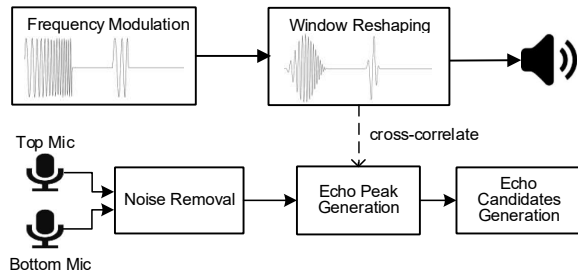 Frequency Modulation
Window Reshaping
cross-correlate
Top Mic
Noise Removal
Echo Peak
Generation
Echo
Candidates
Generation
Bottom Mic